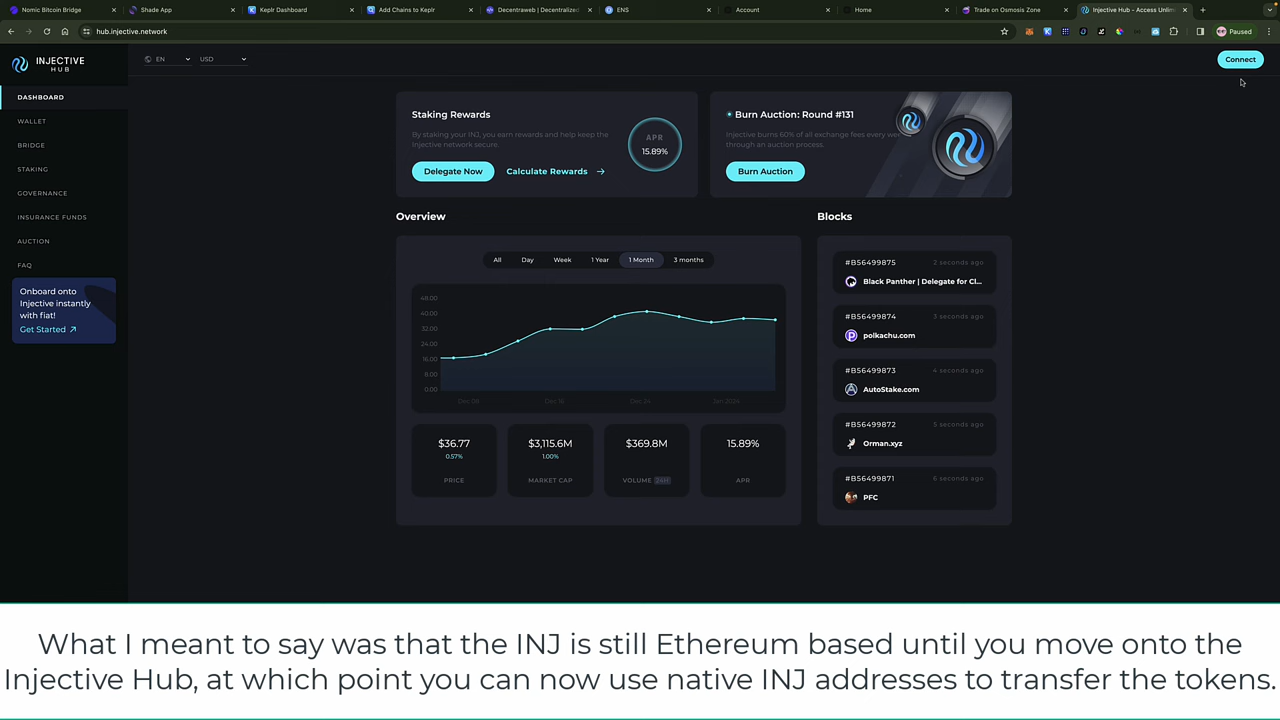 Nomic Bitcoin Bridge
Shade App
Keplr Dashboard
Add Chains to Keplr
Decentraweb | Decentralized
ENS
Account
Home
Trade on Osmosis Zone
Injective Hub - Access Unlim
hub.injective.network
Paused
INJECTIVE
HUB
EN
USD
Connect
DASHBOARD
WALLET
BRIDGE
STAKING
GOVERNANCE
INSURANCE FUNDS
AUCTION
FAQ
Onboard onto
Injective instantly
with fiat!
Get Started
Staking Rewards
By staking your INJ, you earn rewards and help keep the
Injective network secure.
Delegate Now
Calculate Rewards
APR
15.89%
Burn Auction: Round #131
Injective burns 60% of all exchange fees every week
through an auction process.
Burn Auction
Overview
All Day Week 1 Year 1 Month 3 months
48.00
40.00
32.00
24.00
16.00
8.00
0.00
Dec 08 Dec 16 Dec 24 Jan 2024
$36.77
0.57%
PRICE
$3,115.6M
1.00%
MARKET CAP
$369.8M
VOLUME 24H
15.89%
APR
Blocks
#B56499875 2 seconds ago
Black Panther | Delegate for Cl...
#B56499874 3 seconds ago
polkachu.com
#B56499873 4 seconds ago
AutoStake.com
#B56499872 5 seconds ago
Orman.xyz
#B56499871 6 seconds ago
PFC
What I meant to say was that the INJ is still Ethereum based until you move onto the
Injective Hub, at which point you can now use native INJ addresses to transfer the tokens.